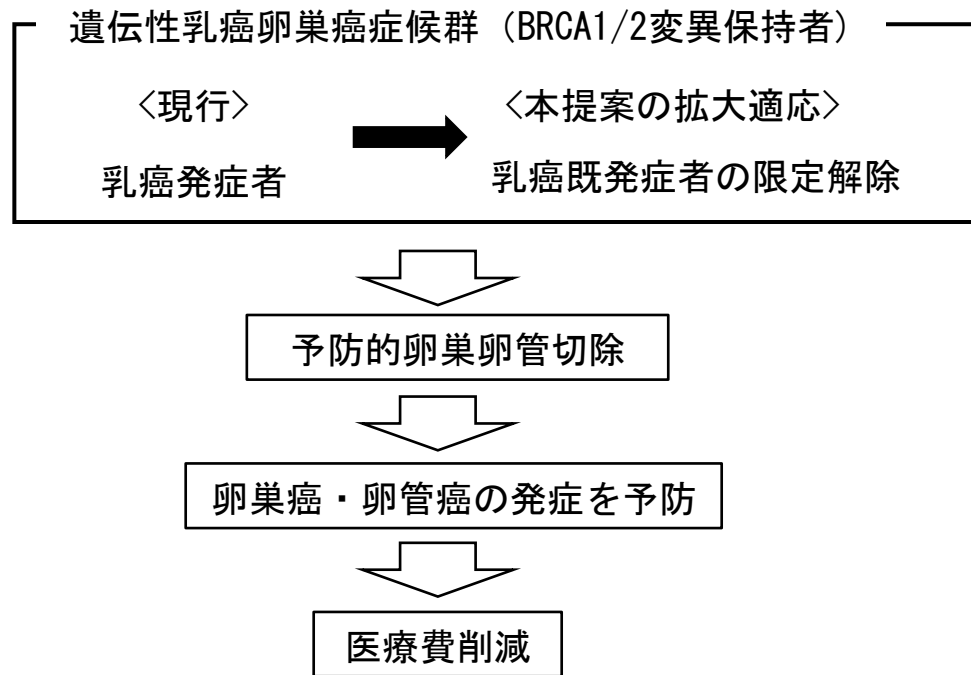 遺伝性乳癌卵巣癌症候群（BRCA1/2変異保持者）
〈現行〉
〈本提案の拡大適応〉
乳癌発症者
乳癌既発症者の限定解除
予防的卵巣卵管切除
卵巣癌・卵管癌の発症を予防
医療費削減